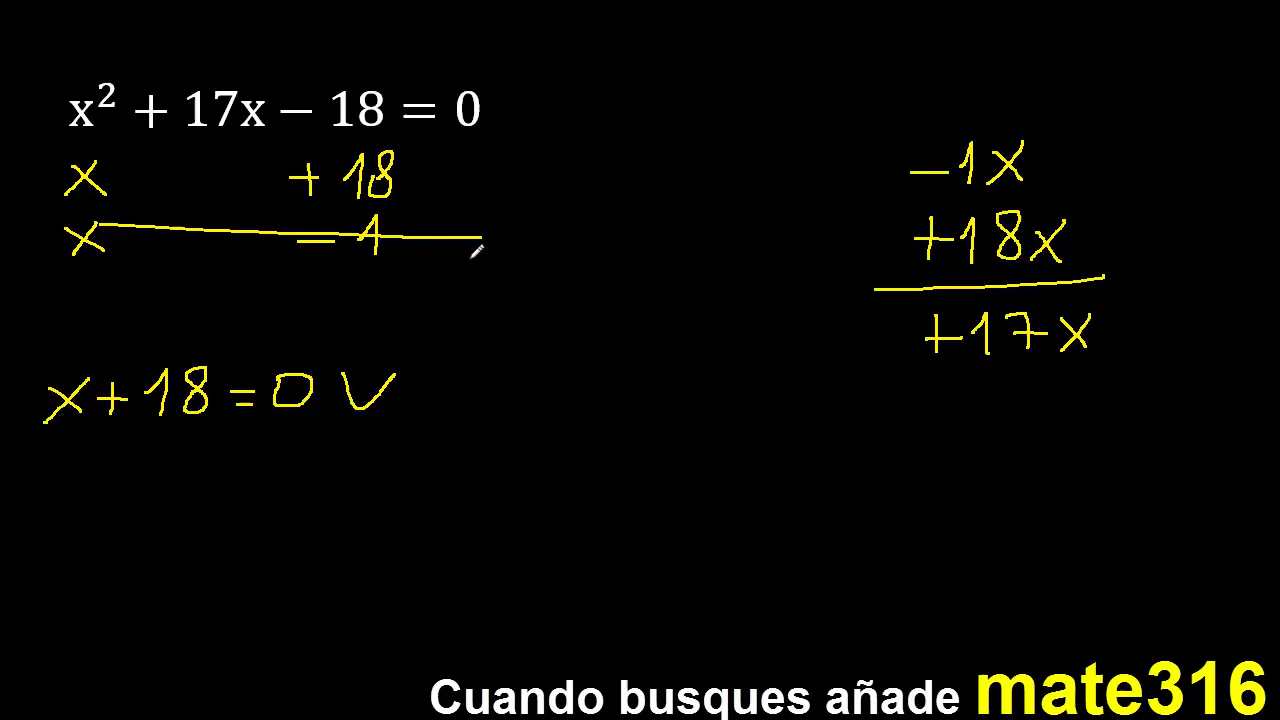 x² + 17x − 18 = 0
x + 18
x − 1
x + 18 = 0 ∨
− 1x
+ 18x
+ 17x
Cuando busques añade mate316